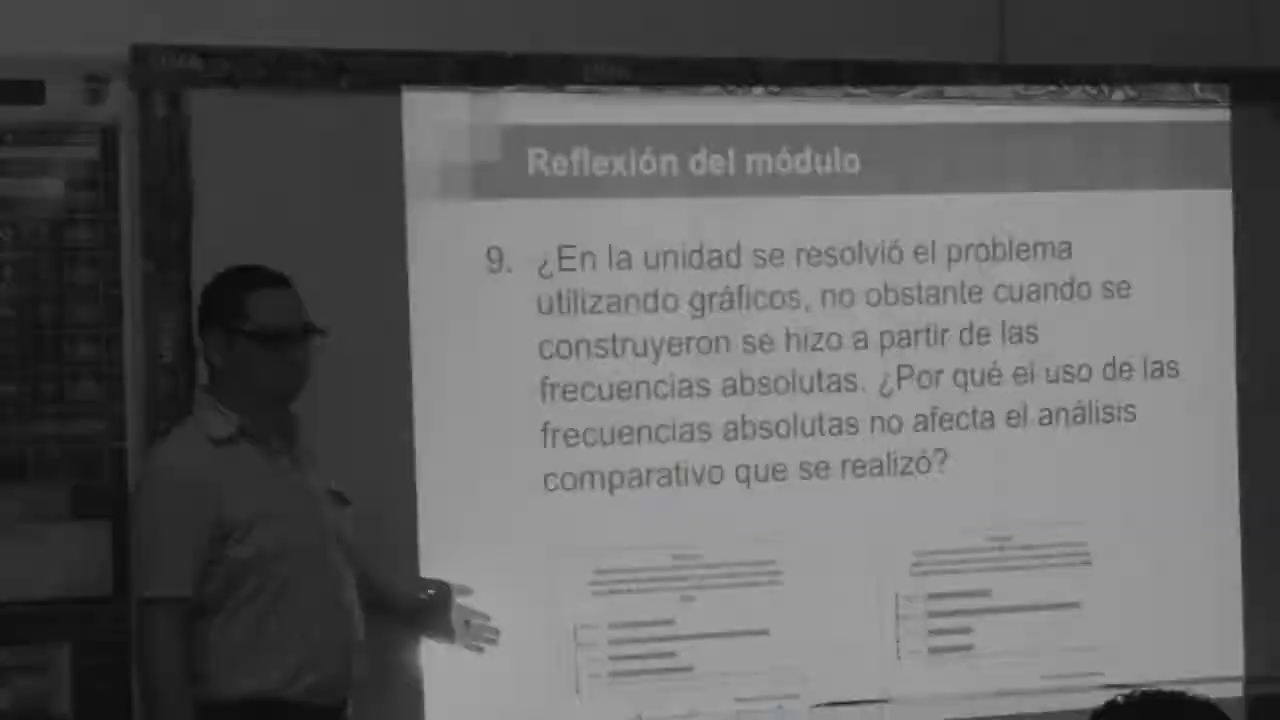 Reflexión del módulo
9. ¿En la unidad se resolvió el problema
utilizando gráficos, no obstante cuando se
construyeron se hizo a partir de las
frecuencias absolutas. ¿Por qué el uso de las
frecuencias absolutas no afecta el análisis
comparativo que se realizó?